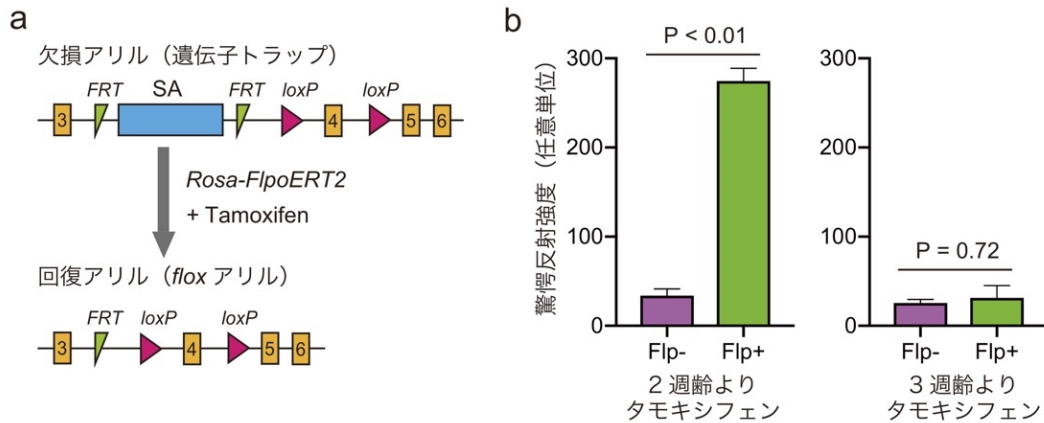 a
欠損アリル（遺伝子トラップ）
FRT SA FRT loxP loxP
3 4 5 6
Rosa-FlpoERT2
+ Tamoxifen
回復アリル（flox アリル）
FRT loxP loxP
3 4 5 6
b
驚愕反射強度（任意単位）
P < 0.01
300
200
100
0
Flp- Flp+
2 週齢より
タモキシフェン
300
200
100
0
P = 0.72
Flp- Flp+
3 週齢より
タモキシフェン